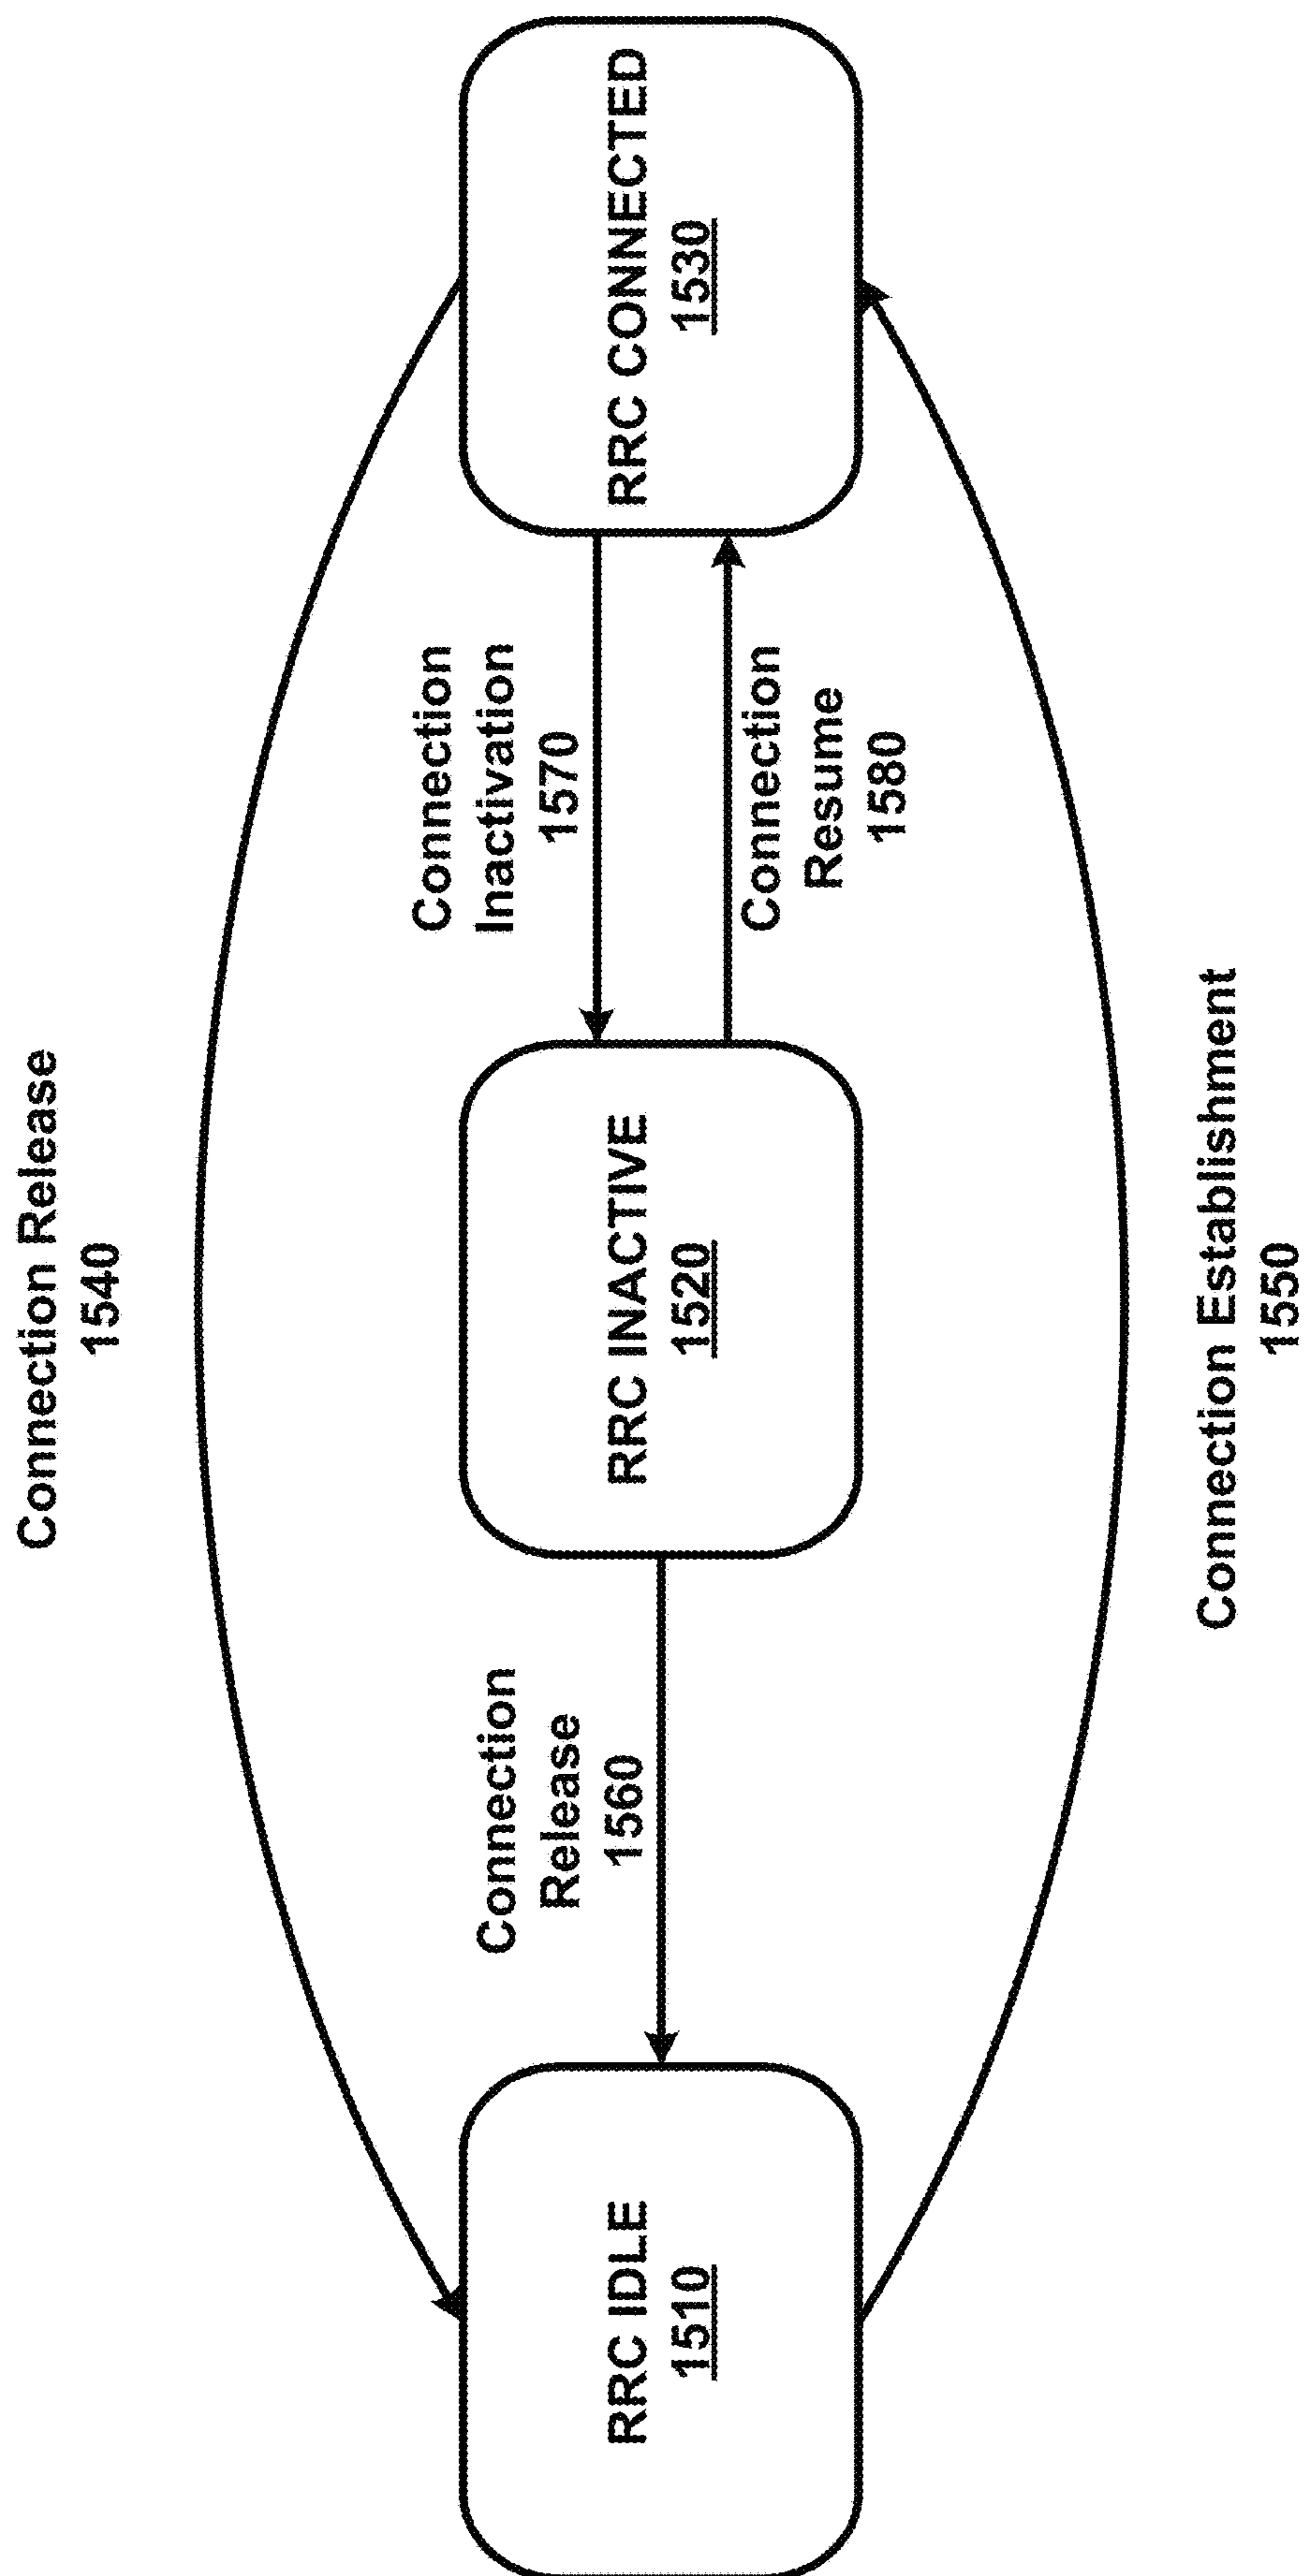 Connection Release
1540
RRC IDLE
1510
Connection
Release
1560
RRC INACTIVE
1520
Connection
Inactivation
1570
Connection
Resume
1580
RRC CONNECTED
1530
Connection Establishment
1550